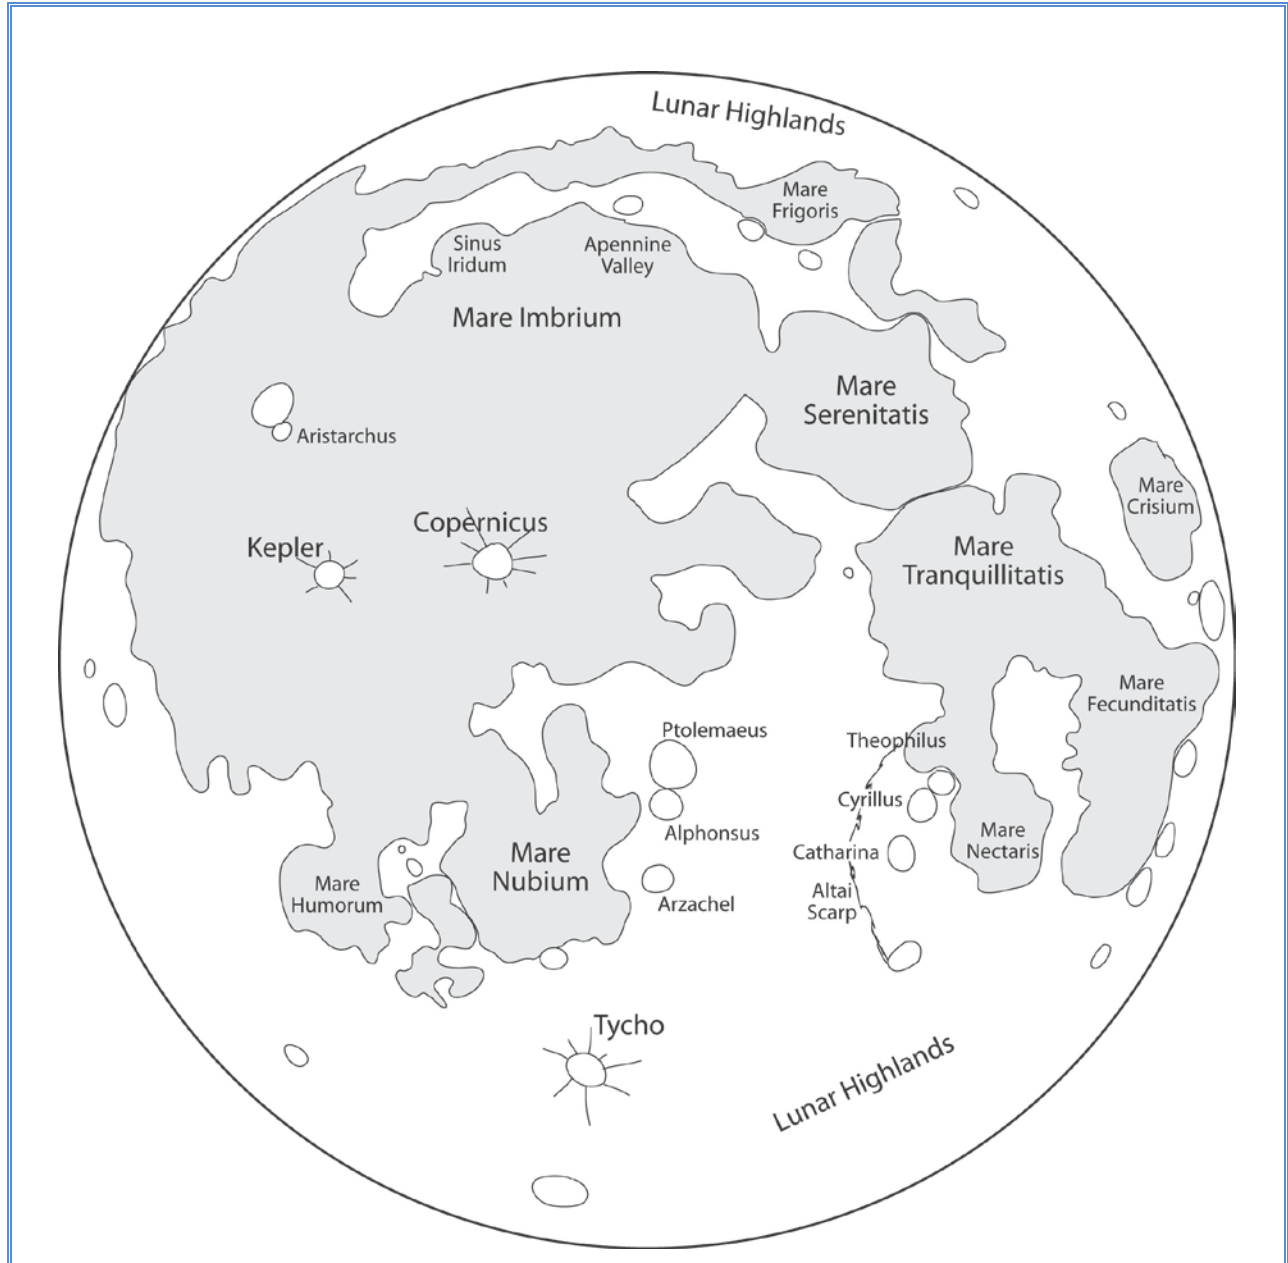 Lunar Highlands
Mare
Frigoris
Sinus
Iridum
Apennine
Valley
Mare Imbrium
Mare
Serenitatis
Aristarchus
Mare
Crisium
Copernicus
Kepler
Mare
Tranquillitatis
Mare
Fecunditatis
Ptolemaeus
Theophilus
Cyrillus
Alphonsus
Mare
Nectaris
Catharina
Mare
Nubium
Mare
Humorum
Altai
Scarp
Arzachel
Tycho
Lunar Highlands